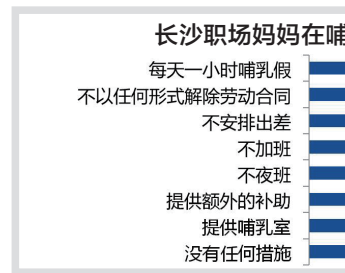 长沙职场妈妈在哺
每天一小时哺乳假
不以任何形式解除劳动合同
不安排出差
不加班
不夜班
提供额外的补助
提供哺乳室
没有任何措施